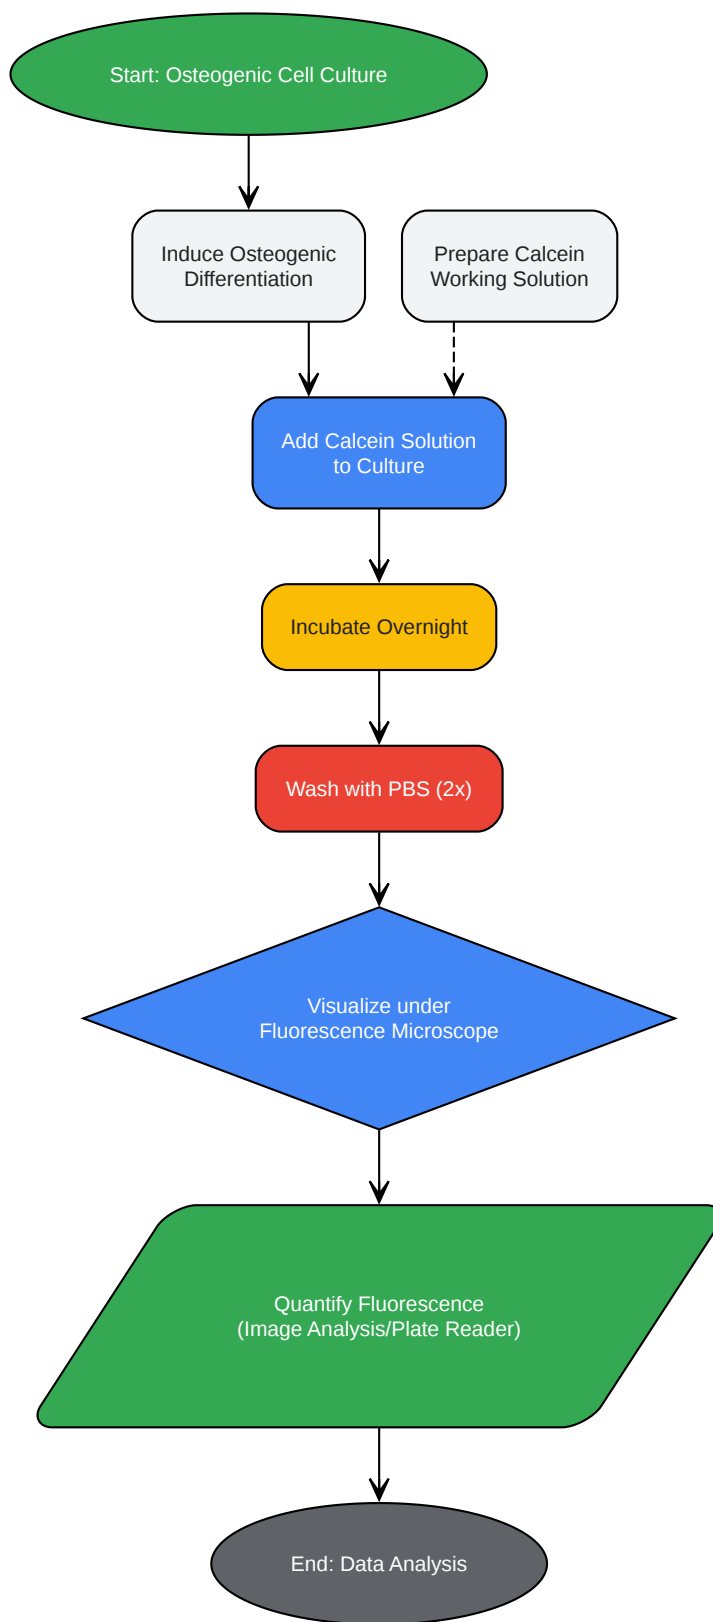 Start: Osteogenic Cell Culture
Induce Osteogenic
Differentiation
Prepare Calcein
Working Solution
Add Calcein Solution
to Culture
Incubate Overnight
Wash with PBS (2x)
Visualize under
Fluorescence Microscope
Quantify Fluorescence
(Image Analysis/Plate Reader)
End: Data Analysis